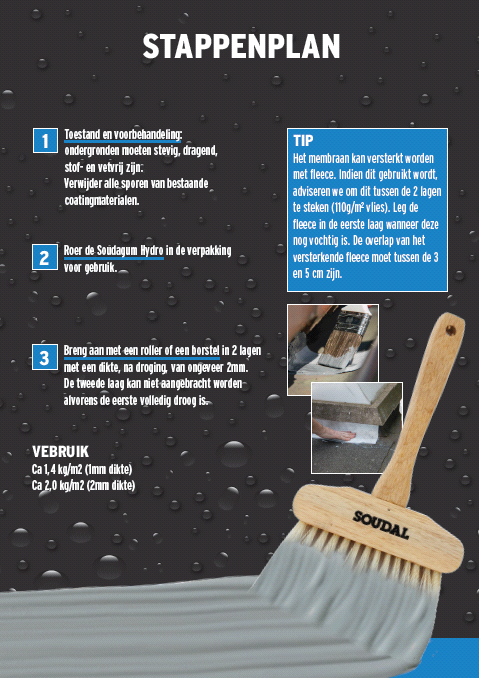 STAPPENPLAN
1
Toestand en voorbehandeling:
ondergronden moeten stevig, dragend,
stof- en vetvrij zijn.
Verwijder alle sporen van bestaande
coatingmaterialen.
2
Roer de Soudagum Hydro in de verpakking
voor gebruik.
3
Breng aan met een roller of een borstel in 2 lagen
met een dikte, na droging, van ongeveer 2mm.
De tweede laag kan niet aangebracht worden
alvorens de eerste volledig droog is.
VEBRUIK
Ca 1,4 kg/m2 (1mm dikte)
Ca 2,0 kg/m2 (2mm dikte)
TIP
Het membraan kan versterkt worden
met fleece. Indien dit gebruikt wordt,
adviseren we om dit tussen de 2 lagen
te steken (110g/m² vlies). Leg de
fleece in de eerste laag wanneer deze
nog vochtig is. De overlap van het
versterkende fleece moet tussen de 3
en 5 cm zijn.
SOUDAL